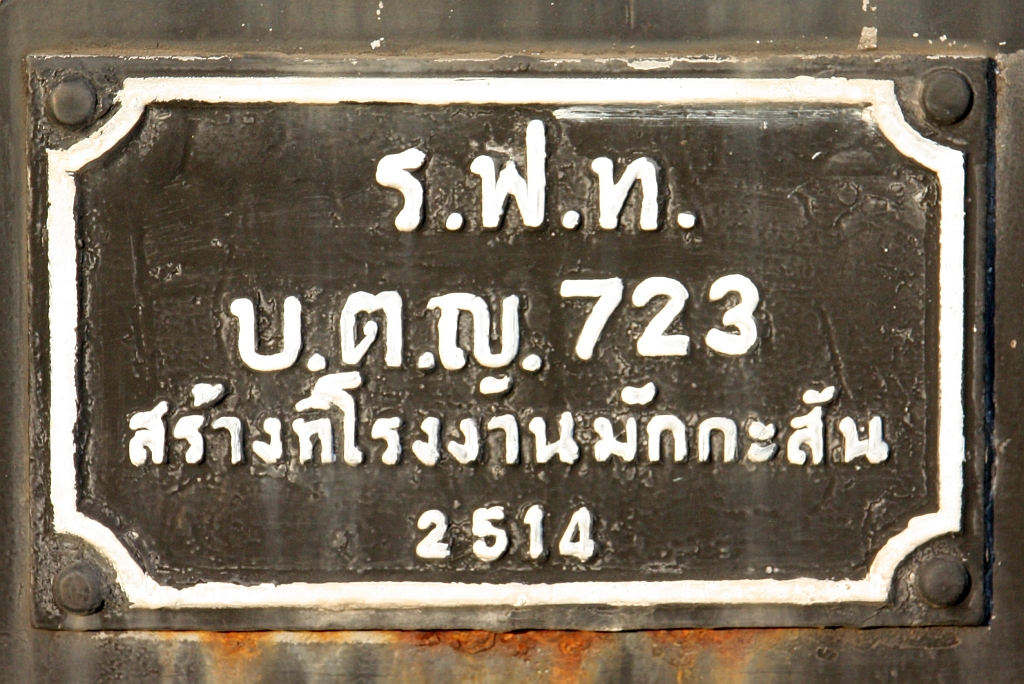 ร.ฟ.ท.
บ.ต.ญ. 723
สร้างที่โรงงานมักกะสัน
2514